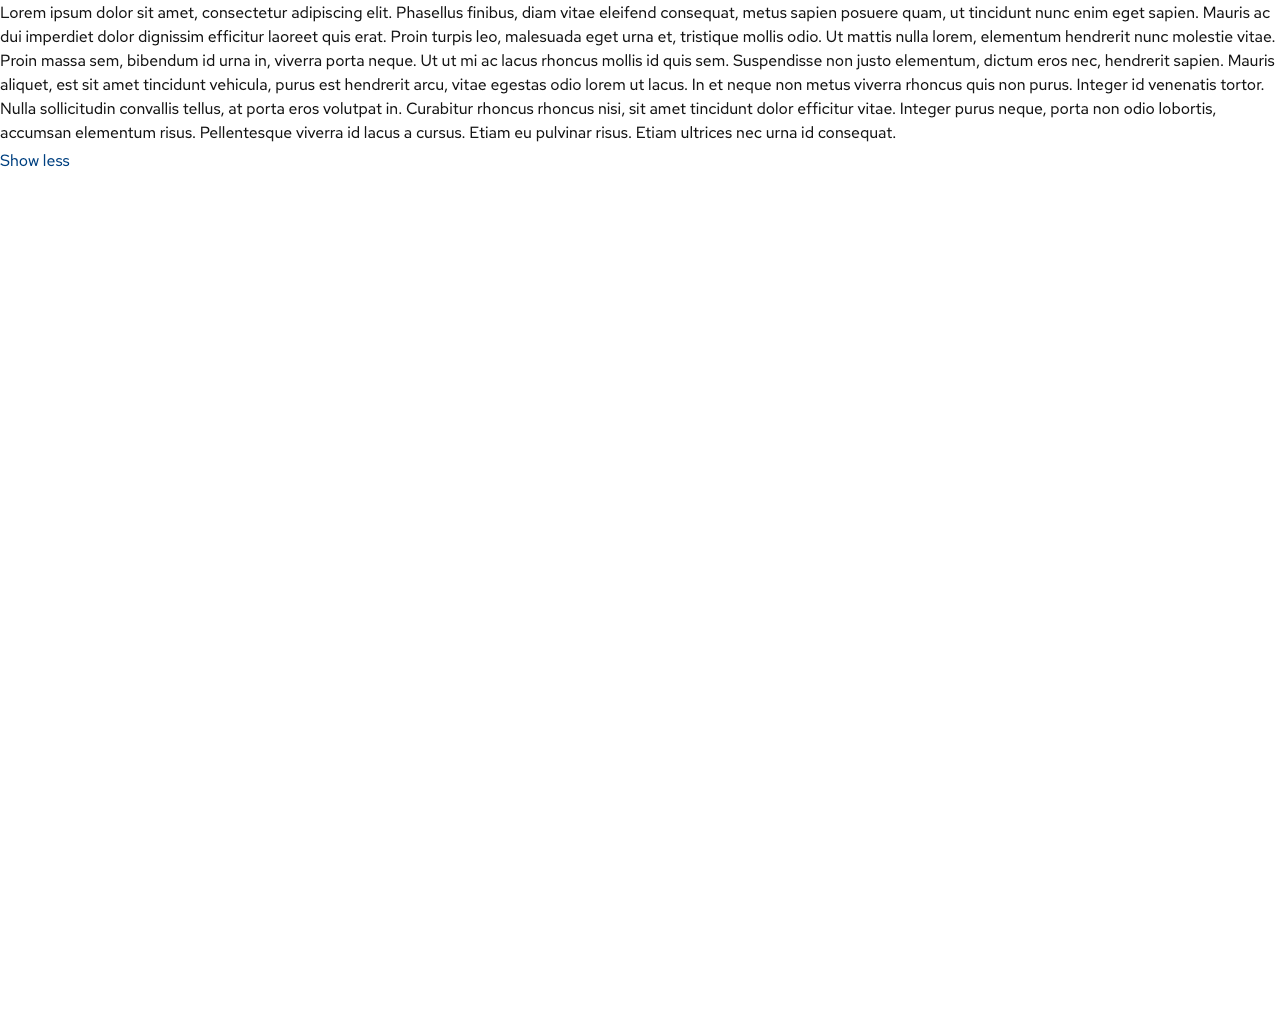 Lorem ipsum dolor sit amet, consectetur adipiscing elit. Phasellus finibus, diam vitae eleifend consequat, metus sapien posuere quam, ut tincidunt nunc enim eget sapien. Mauris ac
dui imperdiet dolor dignissim efficitur laoreet quis erat. Proin turpis leo, malesuada eget urna et, tristique mollis odio. Ut mattis nulla lorem, elementum hendrerit nunc molestie vitae.
Proin massa sem, bibendum id urna in, viverra porta neque. Ut ut mi ac lacus rhoncus mollis id quis sem. Suspendisse non justo elementum, dictum eros nec, hendrerit sapien. Mauris
aliquet, est sit amet tincidunt vehicula, purus est hendrerit arcu, vitae egestas odio lorem ut lacus. In et neque non metus viverra rhoncus quis non purus. Integer id venenatis tortor.
Nulla sollicitudin convallis tellus, at porta eros volutpat in. Curabitur rhoncus rhoncus nisi, sit amet tincidunt dolor efficitur vitae. Integer purus neque, porta non odio lobortis,
accumsan elementum risus. Pellentesque viverra id lacus a cursus. Etiam eu pulvinar risus. Etiam ultrices nec urna id consequat.
Show less